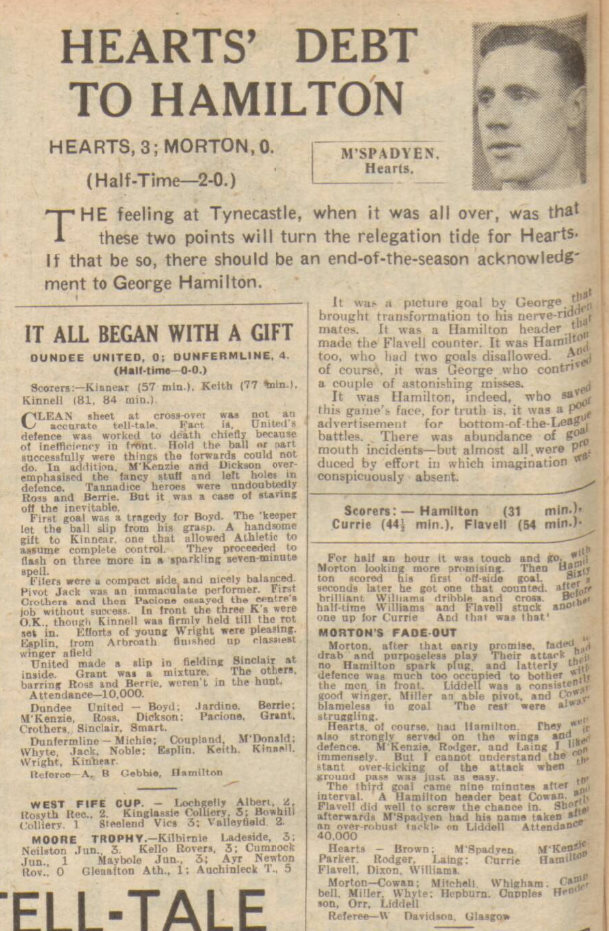 HEARTS' DEBT
TO HAMILTON
HEARTS, 3; MORTON, 0.
(Half-Time—2-0.)
M'SPADYEN,
Hearts.
THE feeling at Tynecastle, when it was all over, was that
these two points will turn the relegation tide for Hearts.
If that be so, there should be an end-of-the-season acknowledg-
ment to George Hamilton.
IT ALL BEGAN WITH A GIFT
DUNDEE UNITED, 0; DUNFERMLINE, 4.
(Half-time—0-0.)
Scorers:—Kinnear (57 min.), Keith (77 min.),
Kinnell (81, 84 min.).
CLEAN sheet at cross-over was not an
accurate tell-tale. Fact is, United's
defence was worked to death chiefly because
of inefficiency in front. Hold the ball or part
successfully were things the forwards could not
do. In addition, M'Kenzie and Dickson over-
emphasised the fancy stuff and left holes in
defence. Tannadice heroes were undoubtedly
Ross and Berrie. But it was a case of staving
off the inevitable.
First goal was a tragedy for Boyd. The 'keeper
let the ball slip from his grasp. A handsome
gift to Kinnear, one that allowed Athletic to
assume complete control. They proceeded to
flash on three more in a sparkling seven-minute
spell.
Fifers were a compact side, and nicely balanced.
Pivot Jack was an immaculate performer. First
Crothers and then Pacione essayed the centre's
job without success. In front the three K's were
O.K., though Kinnell was firmly held till the rot
set in. Efforts of young Wright were pleasing.
Esplin, from Arbroath finished up classiest
winger afield
United made a slip in fielding Sinclair at
inside. Grant was a mixture. The others,
barring Ross and Berrie, weren't in the hunt.
Attendance—10,000.
Dundee United — Boyd; Jardine, Berrie;
M'Kenzie, Ross, Dickson; Pacione, Grant,
Crothers, Sinclair, Smart.
Dunfermline—Michie; Coupland, M'Donald;
Whyte, Jack, Noble; Esplin, Keith, Kinnell,
Wright, Kinnear.
Referee—A. B Gebbie, Hamilton
WEST FIFE CUP. — Lochgelly Albert, 2,
Rosyth Rec., 2. Kinglassie Colliery, 3; Bowhill
Colliery, 1 Steelend Vics 3; Valleyfield. 2.
MOORE TROPHY.—Kilbirnie Ladeside, 3;
Neilston Jun., 3. Kello Rovers, 3; Cumnock
Jun., 1 Maybole Jun., 3; Ayr Newton
Rov., 0 Glenafton Ath., 1; Auchinleck T., 5
TELL-TALE
It was a picture goal by George that
brought transformation to his nerve-ridden
mates. It was a Hamilton header that
made the Flavell counter. It was Hamilton
too, who had two goals disallowed. And
of course, it was George who contrived
a couple of astonishing misses.
It was Hamilton, indeed, who saved
this game's face, for truth is, it was a poor
advertisement for bottom-of-the-League
battles. There was abundance of goal
mouth incidents—but almost all were pro
duced by effort in which imagination was
conspicuously absent.
Scorers: — Hamilton (31 min.),
Currie (44½ min.), Flavell (54 min.).
For half an hour it was touch and go, with
Morton looking more promising. Then Hamil
ton scored his first off-side goal. Sixty
seconds later he got one that counted, after a
brilliant Williams dribble and cross. Before
half-time Williams and Flavell stuck another
one up for Currie And that was that'
MORTON'S FADE-OUT
Morton, after that early promise, faded to
drab and purposeless play Their attack had
no Hamilton spark plug, and latterly their
defence was much too occupied to bother with
the men in front. Liddell was a consistently
good winger, Miller an able pivot, and Cowan
blameless in goal The rest were always
struggling.
Hearts, of course, had Hamilton. They were
also strongly served on the wings and in
defence. M'Kenzie, Rodger, and Laing I liked
immensely. But I cannot understand the con
stant over-kicking of the attack when the
ground pass was just as easy.
The third goal came nine minutes after the
interval. A Hamilton header beat Cowan, and
Flavell did well to screw the chance in. Shortly
afterwards M'Spadyen had his name taken after
an over-robust tackle on Liddell Attendance
40,000
Hearts — Brown; M'Spadyen, M'Kenzie
Parker, Rodger, Laing; Currie Hamilton
Flavell, Dixon, Williams.
Morton—Cowan; Mitchell, Whigham; Camp
bell, Miller, Whyte; Hepburn, Cupples Hender
son, Orr, Liddell
Referee—W Davidson, Glasgow